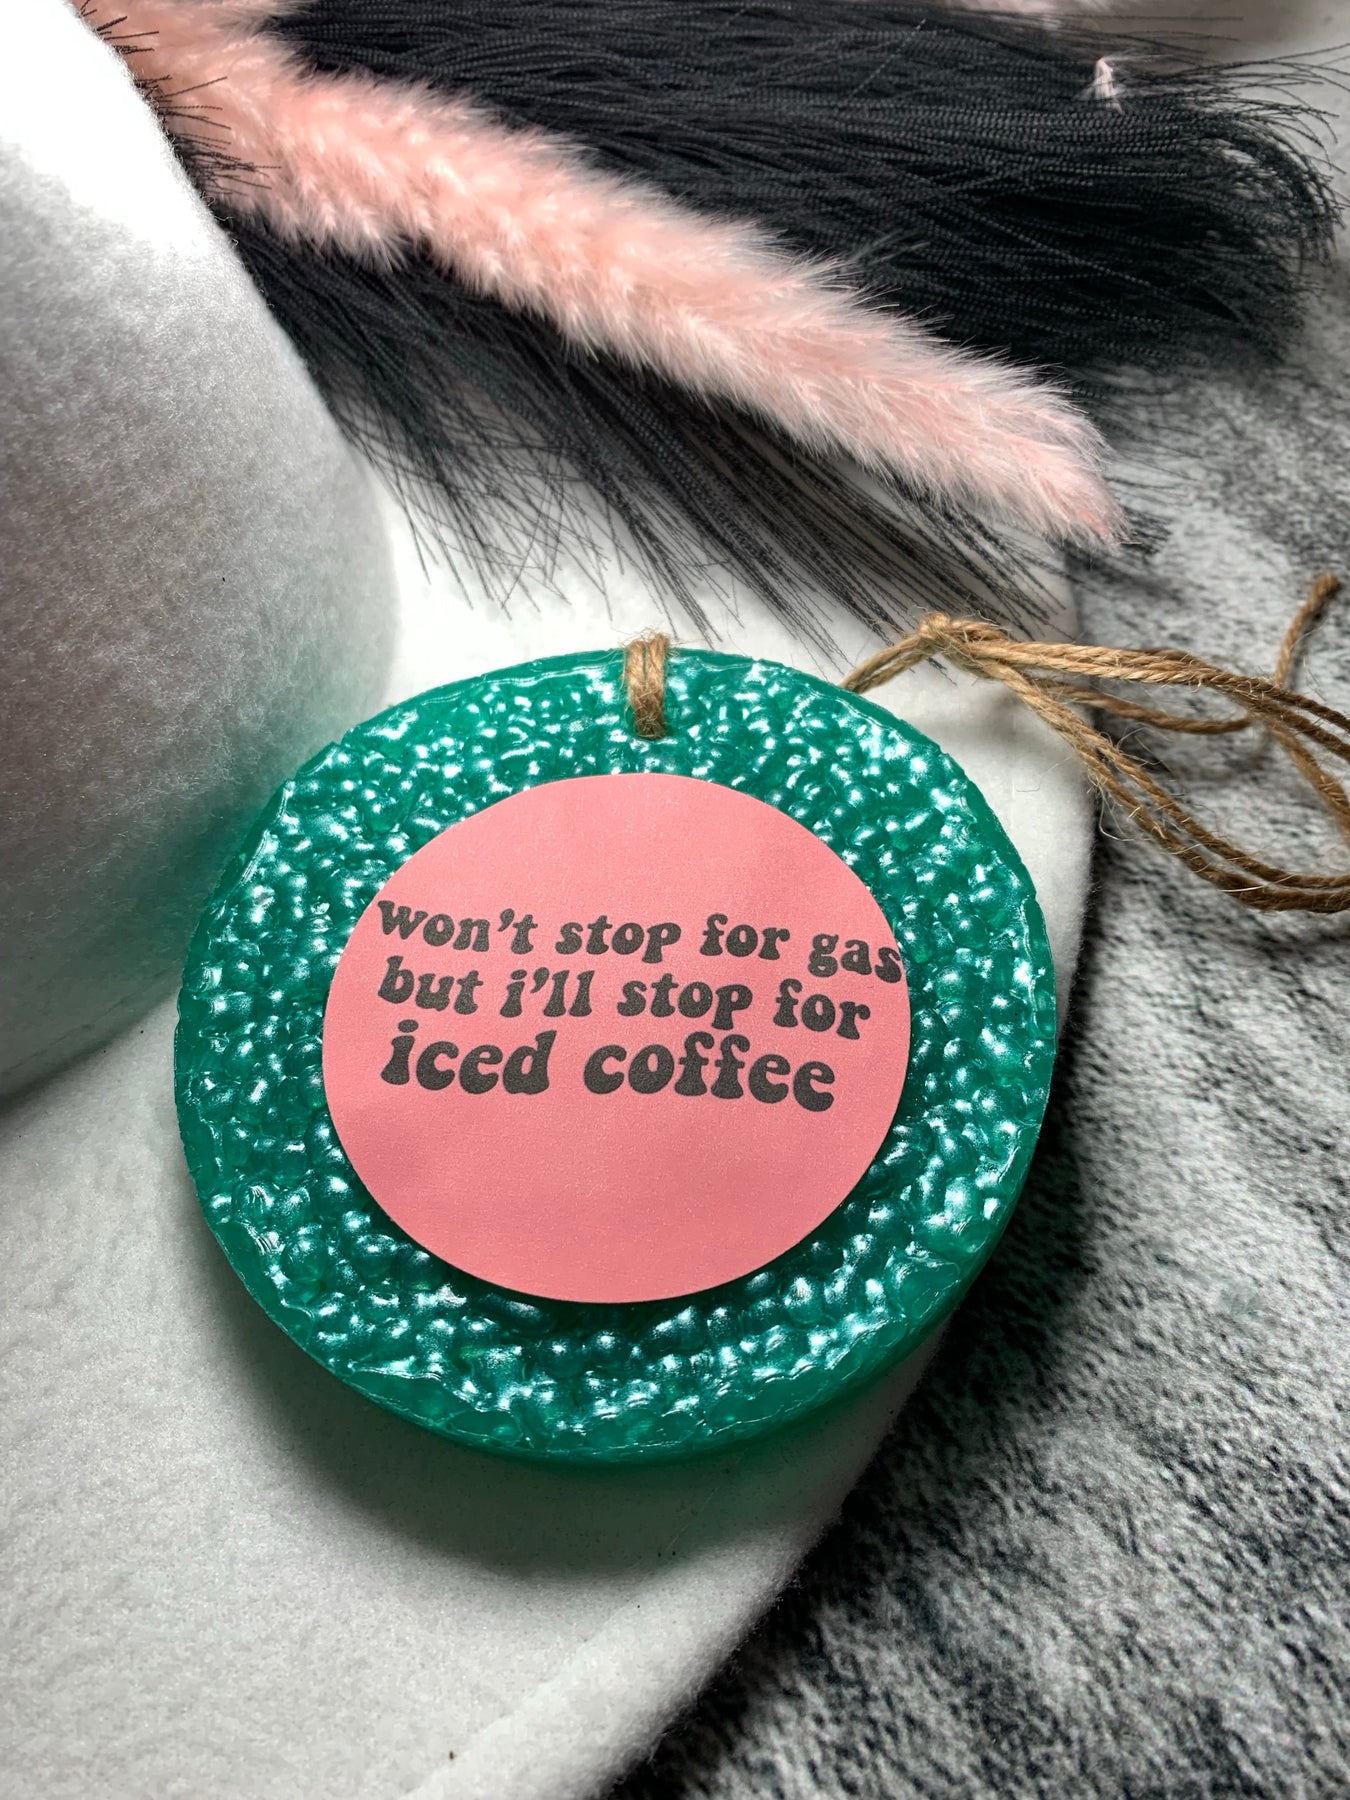 won't stop for gas
but i'll stop for
iced coffee